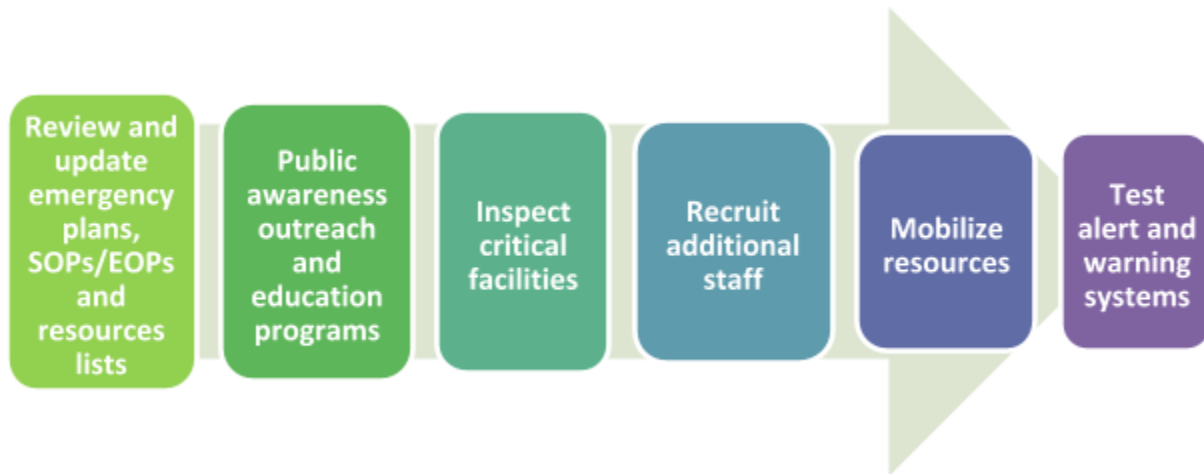 Review and
update
emergency
plans,
SOPs/EOPs
and
resources
lists
Public
awareness
outreach
and
education
programs
Inspect
critical
facilities
Recruit
additional
staff
Mobilize
resources
Test
alert and
warning
systems